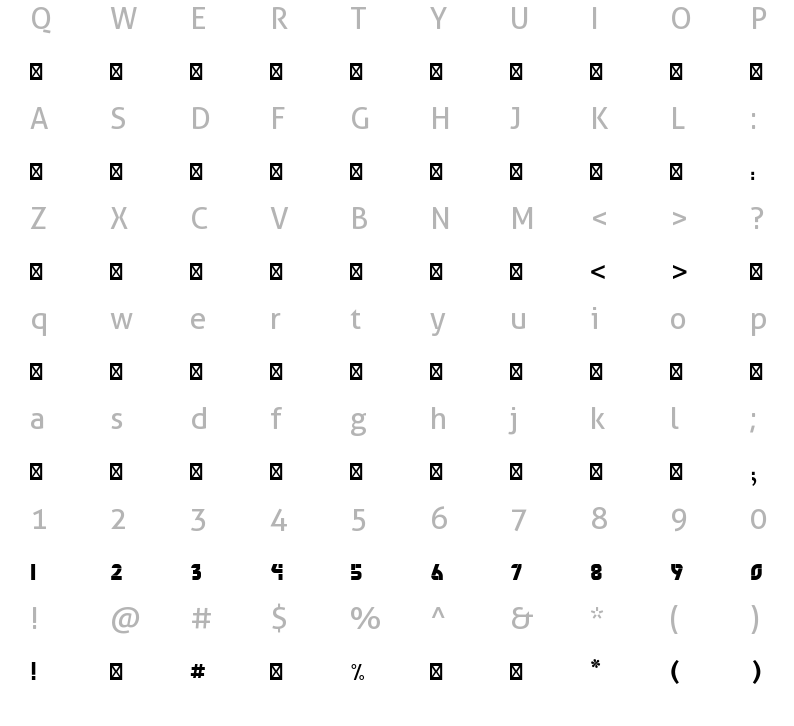 Q W E R T Y U I O P
A S D F G H J K L :
:
Z X C V B N M < > ?
< >
q w e r t y u i o p
a s d f g h j k l ;
;
1 2 3 4 5 6 7 8 9 0
1 2 3 4 5 6 7 8 9 0
! @ # $ % ^ & * ( )
! # % * ( )